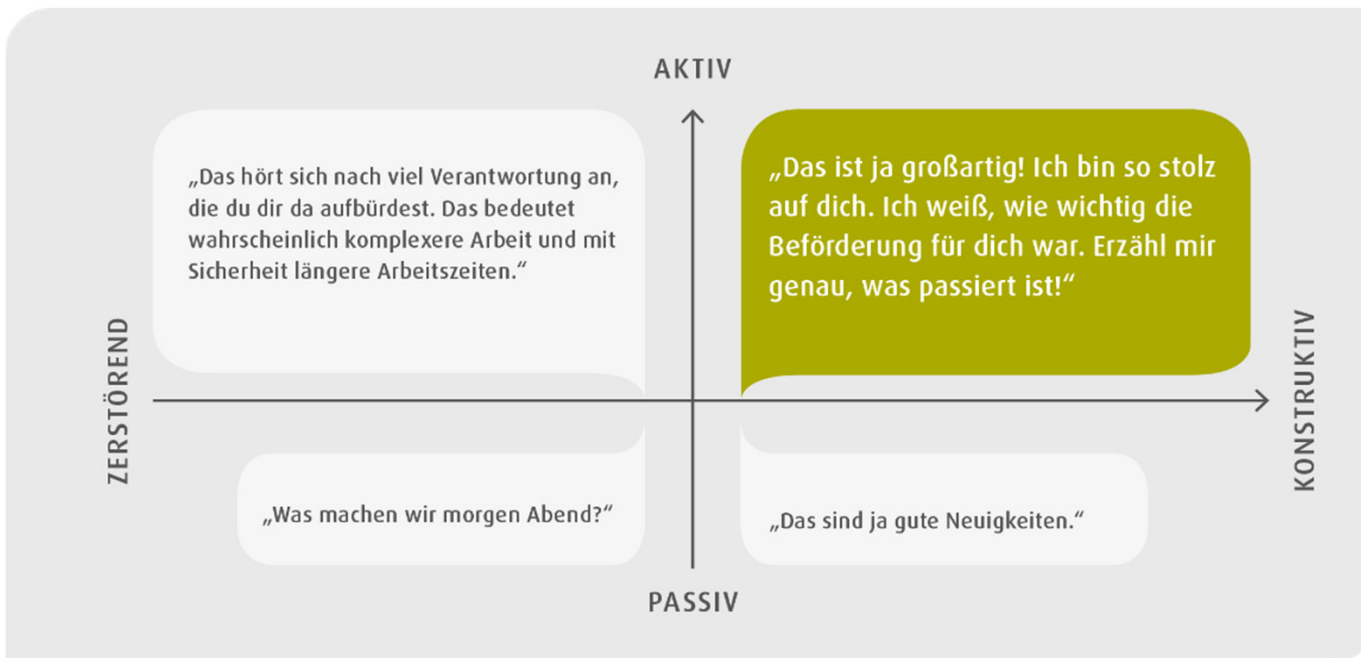 AKTIV
„Das hört sich nach viel Verantwortung an,
die du dir da aufbürdest. Das bedeutet
wahrscheinlich komplexere Arbeit und mit
Sicherheit längere Arbeitszeiten.“
„Das ist ja großartig! Ich bin so stolz
auf dich. Ich weiß, wie wichtig die
Beförderung für dich war. Erzähl mir
genau, was passiert ist!“
ZERSTÖREND
KONSTRUKTIV
„Was machen wir morgen Abend?“
„Das sind ja gute Neuigkeiten.“
PASSIV